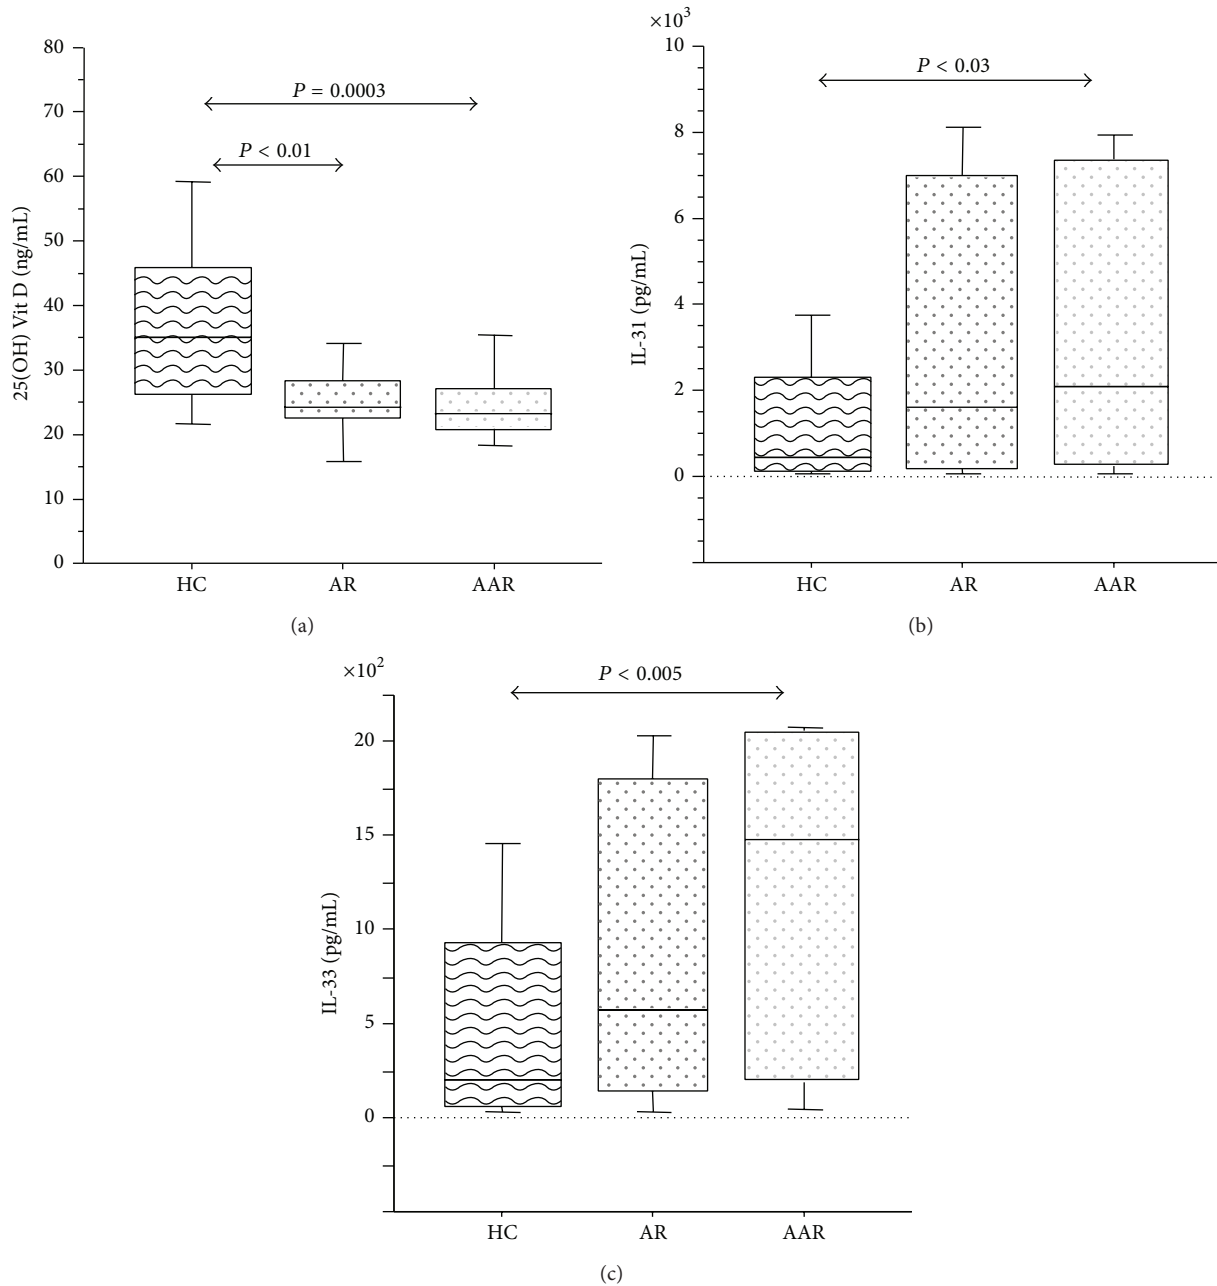 80
70
60
50
40
30
20
10
0
25(OH) Vit D (ng/mL)
P = 0.0003
P < 0.01
HC AR AAR
(a)
×10³
10
8
6
4
2
0
IL-31 (pg/mL)
P < 0.03
HC AR AAR
(b)
×10²
20
15
10
5
0
IL-33 (pg/mL)
P < 0.005
HC AR AAR
(c)